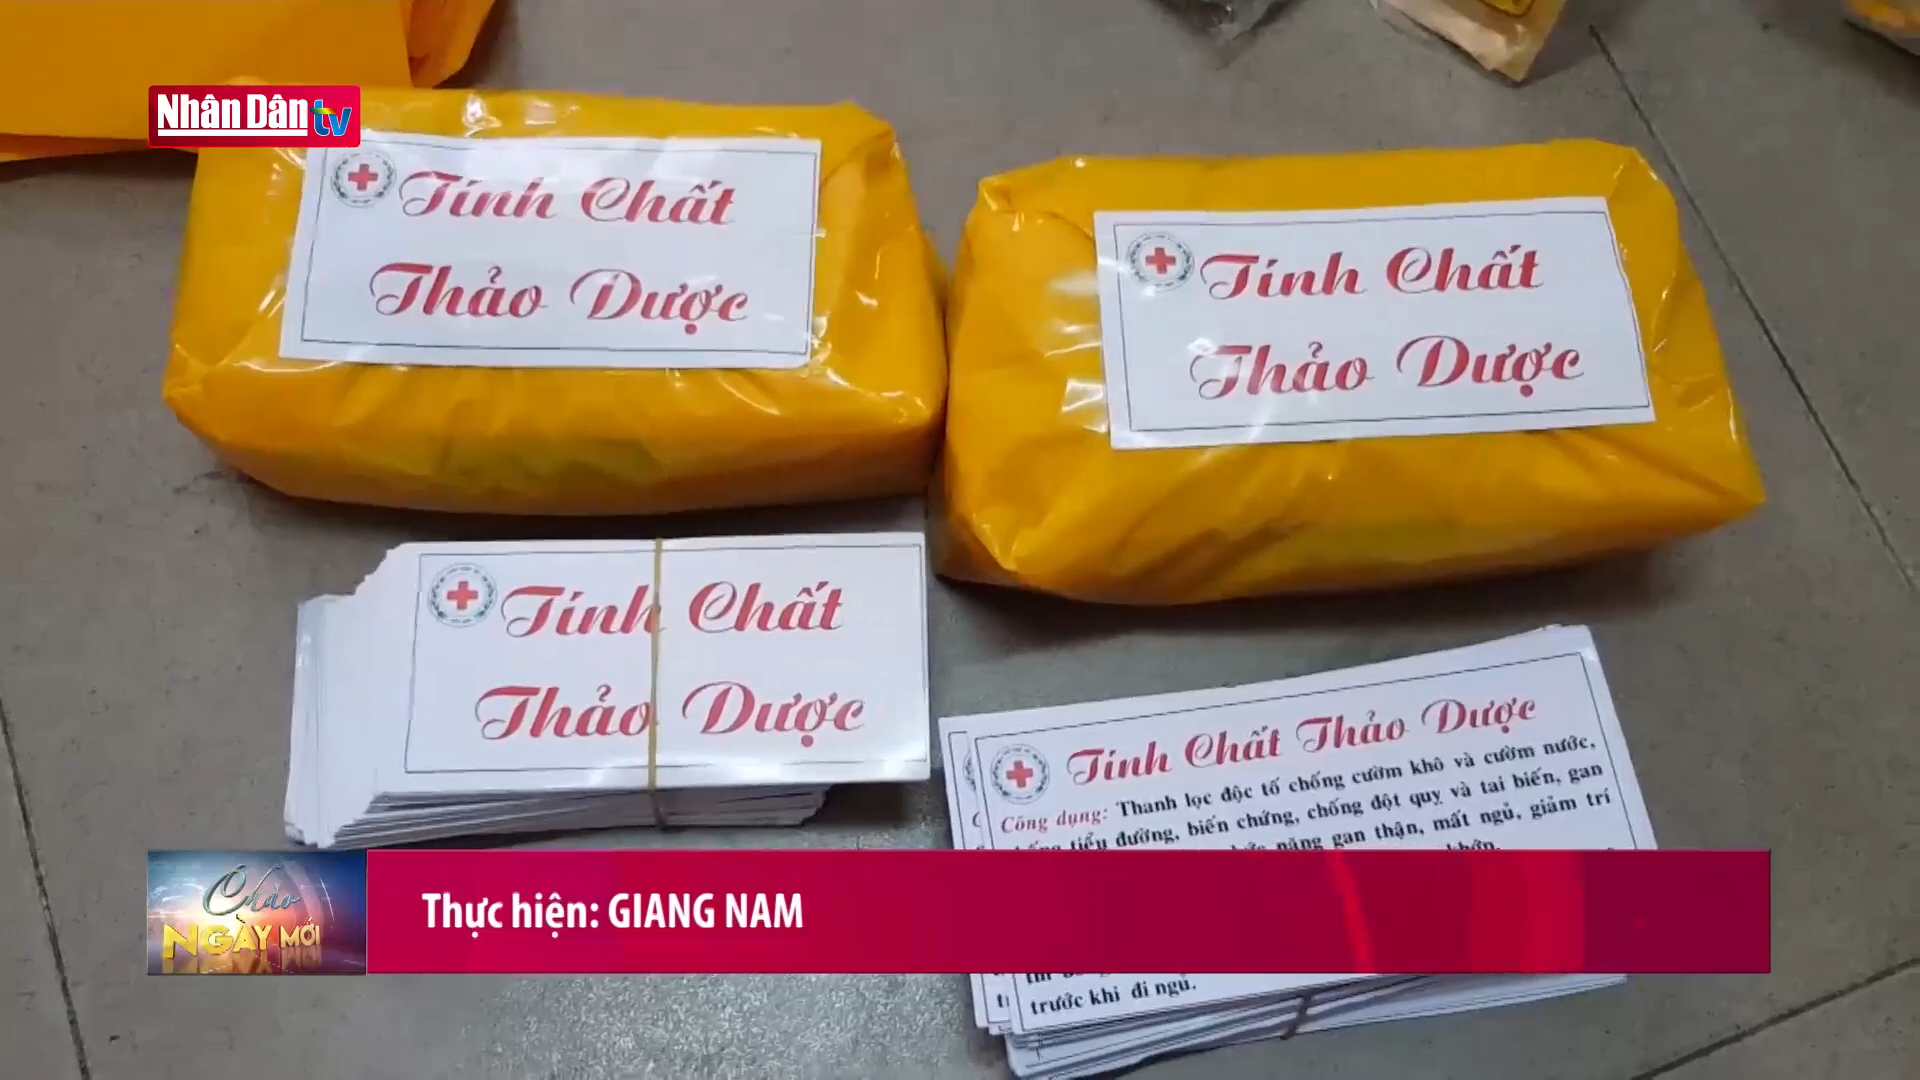 Nhân Dân tv
Tính Chất
Thảo Dược
Tính Chất
Thảo Dược
Tính Chất
Thảo Dược
Tính Chất Thảo Dược
Công dụng: Thanh lọc độc tố chống cườm khô và cườm nước,
tiểu đường, biến chứng, chống đột quỵ và tai biến, gan
năng gan thận, mất ngủ, giảm trí
khớp,
trước khi đi ngủ.
Chào
NGÀY MỚI
Thực hiện: GIANG NAM